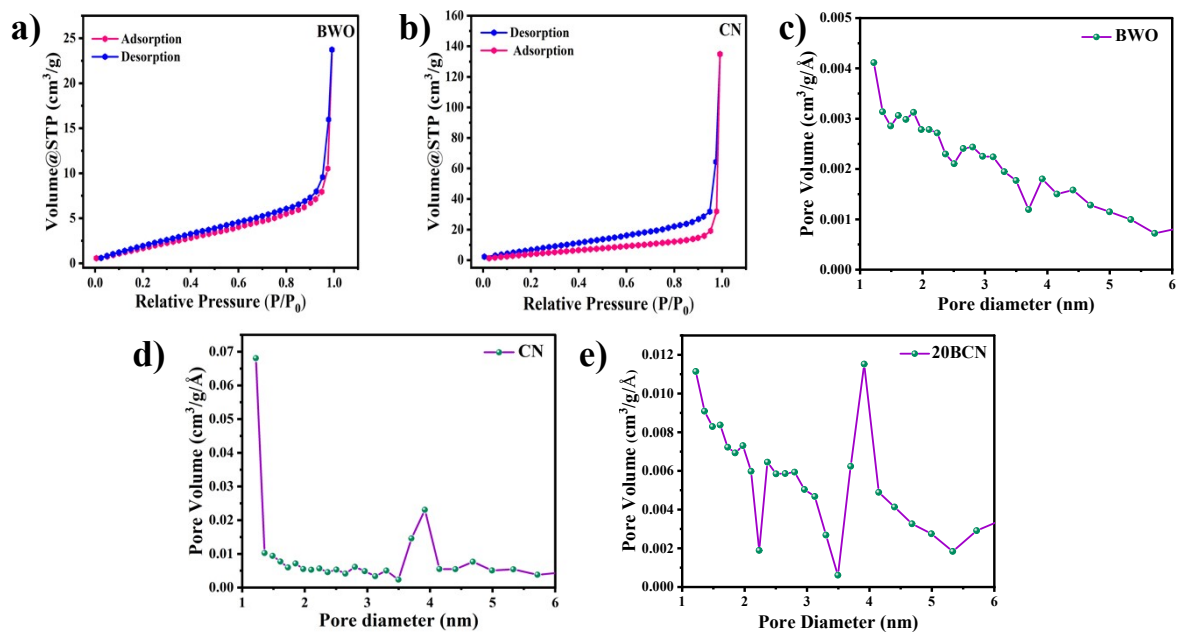 a)
BWO
Adsorption
Desorption
25
20
15
10
5
0
Volume@STP (cm³/g)
0.0 0.2 0.4 0.6 0.8 1.0
Relative Pressure (P/P₀)
b)
CN
Desorption
Adsorption
160
140
120
100
80
60
40
20
0
Volume@STP (cm³/g)
0.0 0.2 0.4 0.6 0.8 1.0
Relative Pressure (P/P₀)
c)
BWO
0.005
0.004
0.003
0.002
0.001
0.000
Pore Volume (cm³/g/Å)
1 2 3 4 5 6
Pore diameter (nm)
d)
CN
0.07
0.06
0.05
0.04
0.03
0.02
0.01
0.00
Pore Volume (cm³/g/Å)
1 2 3 4 5 6
Pore diameter (nm)
e)
20BCN
0.012
0.010
0.008
0.006
0.004
0.002
0.000
Pore Volume (cm³/g/Å)
1 2 3 4 5 6
Pore Diameter (nm)